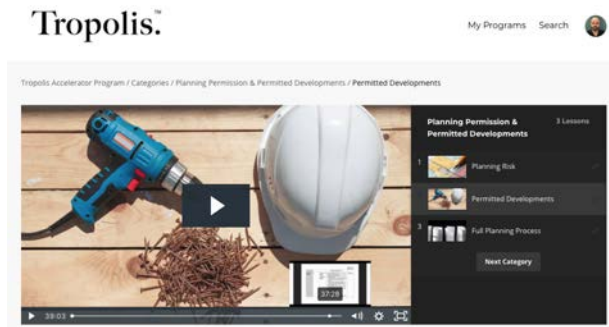 Tropolis.™
My Programs Search
Tropolis Accelerator Program / Categories / Planning Permission & Permitted Developments / Permitted Developments
Planning Permission &
Permitted Developments
3 Lessons
1 Planning Risk
Permitted Developments
3 Full Planning Process
Next Category
37:28
39:03